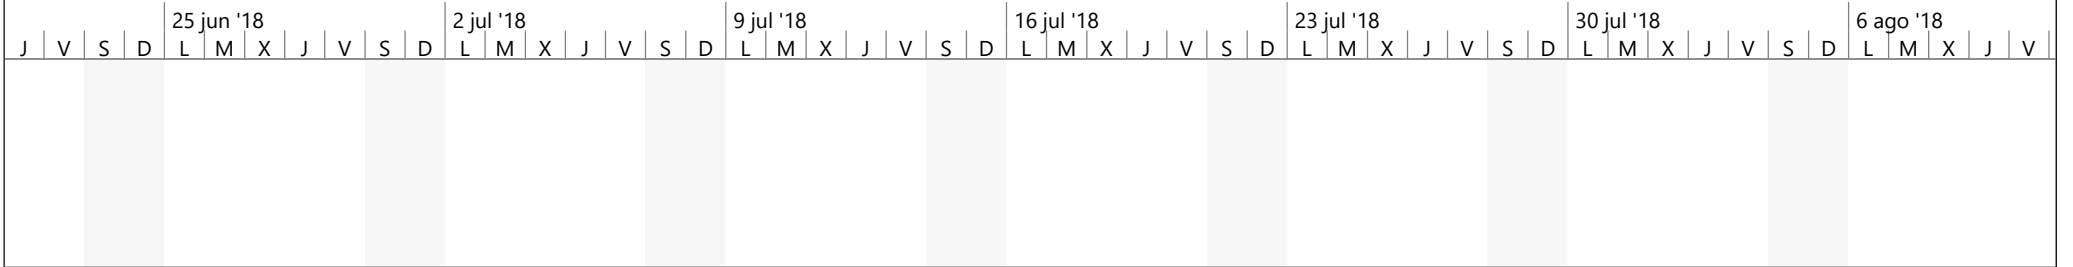 25 jun '18 2 jul '18 9 jul '18 16 jul '18 23 jul '18 30 jul '18 6 ago '18
J V S D L M X J V S D L M X J V S D L M X J V S D L M X J V S D L M X J V S D L M X J V S D L M X J V